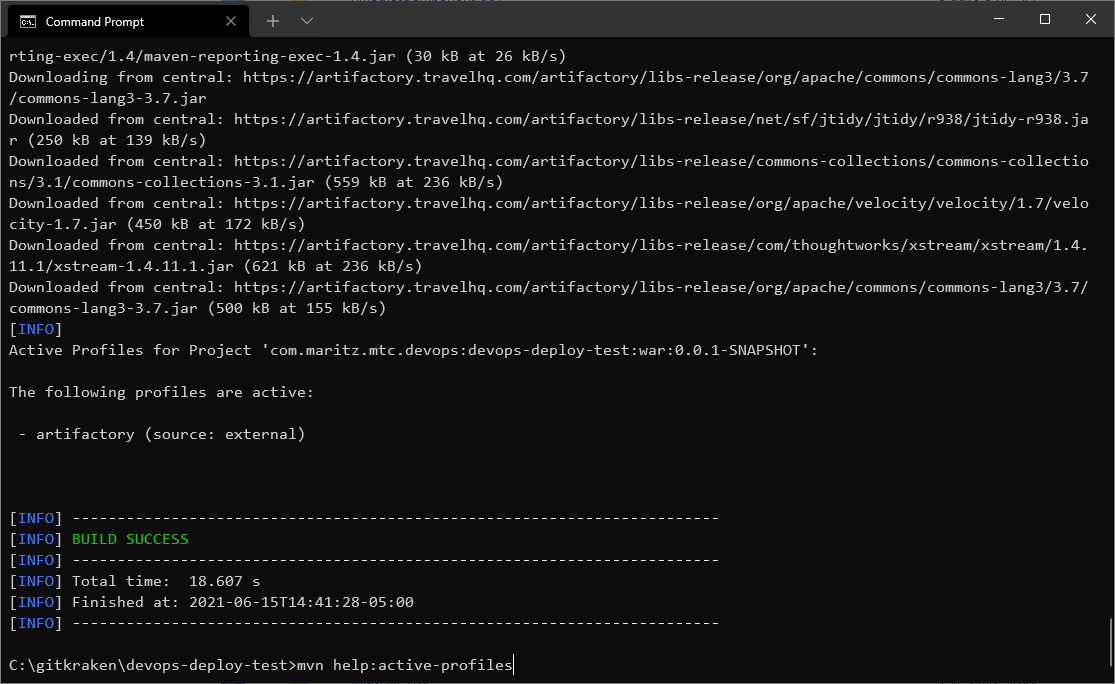 Command Prompt
rting-exec/1.4/maven-reporting-exec-1.4.jar (30 kB at 26 kB/s)
Downloading from central: https://artifactory.travelhq.com/artifactory/libs-release/org/apache/commons/commons-lang3/3.7
/commons-lang3-3.7.jar
Downloaded from central: https://artifactory.travelhq.com/artifactory/libs-release/net/sf/jtidy/jtidy/r938/jtidy-r938.ja
r (250 kB at 139 kB/s)
Downloaded from central: https://artifactory.travelhq.com/artifactory/libs-release/commons-collections/commons-collectio
ns/3.1/commons-collections-3.1.jar (559 kB at 236 kB/s)
Downloaded from central: https://artifactory.travelhq.com/artifactory/libs-release/org/apache/velocity/velocity/1.7/velo
city-1.7.jar (450 kB at 172 kB/s)
Downloaded from central: https://artifactory.travelhq.com/artifactory/libs-release/com/thoughtworks/xstream/xstream/1.4.
11.1/xstream-1.4.11.1.jar (621 kB at 236 kB/s)
Downloaded from central: https://artifactory.travelhq.com/artifactory/libs-release/org/apache/commons/commons-lang3/3.7/
commons-lang3-3.7.jar (500 kB at 155 kB/s)
[INFO]
Active Profiles for Project 'com.maritz.mtc.devops:devops-deploy-test:war:0.0.1-SNAPSHOT':
The following profiles are active:
- artifactory (source: external)
[INFO] ------------------------------------------------------------------------
[INFO] BUILD SUCCESS
[INFO] ------------------------------------------------------------------------
[INFO] Total time:  18.607 s
[INFO] Finished at: 2021-06-15T14:41:28-05:00
[INFO] ------------------------------------------------------------------------
C:\gitkraken\devops-deploy-test>mvn help:active-profiles